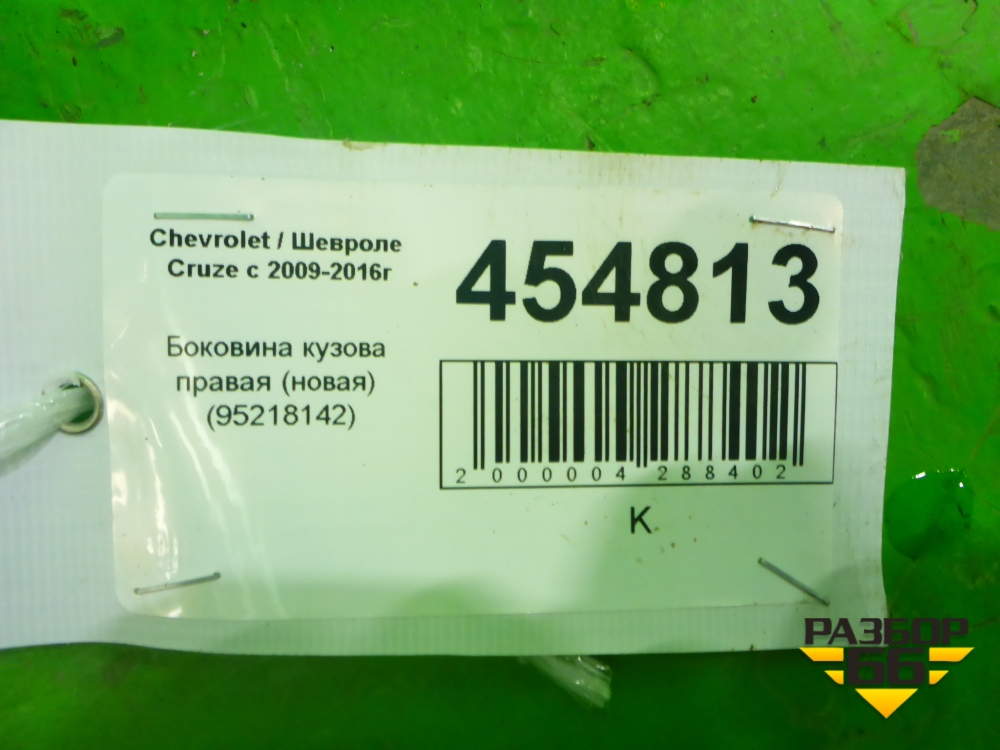 Chevrolet / Шевроле
Cruze с 2009-2016г
454813
Боковина кузова
правая (новая)
(95218142)
2 000004 288402
К
РАЗБОР
66